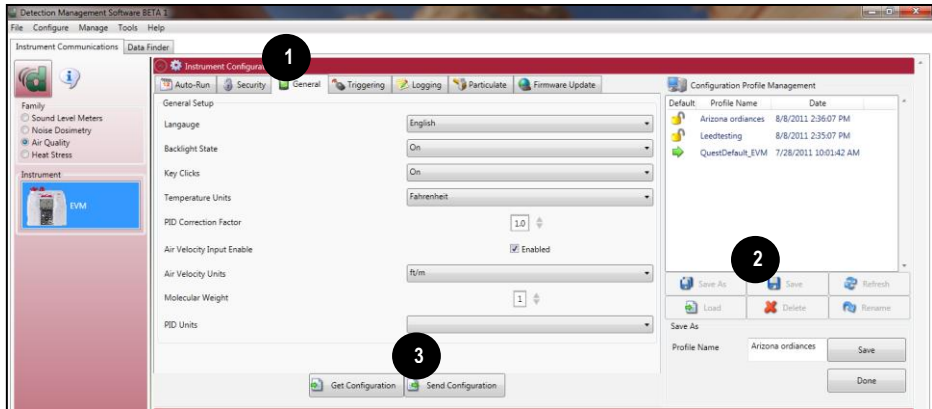 Detection Management Software BETA 1
File Configure Manage Tools Help
Instrument Communications Data Finder
Family
Sound Level Meters
Noise Dosimetry
Air Quality
Heat Stress
Instrument
EVM
1
Instrument Configura
Auto-Run Security General Triggering Logging Particulate Firmware Update
General Setup
Langauge English
Backlight State On
Key Clicks On
Temperature Units Fahrenheit
PID Correction Factor 1.0
Air Velocity Input Enable Enabled
Air Velocity Units ft/m
Molecular Weight 1
PID Units
3
Get Configuration Send Configuration
Configuration Profile Management
Default Profile Name Date
Arizona ordiances 8/8/2011 2:36:07 PM
Leedtesting 8/8/2011 2:35:07 PM
QuestDefault_EVM 7/28/2011 10:01:42 AM
2
Save As Save Refresh
Load Delete Rename
Save As
Profile Name Arizona ordiances Save
Done